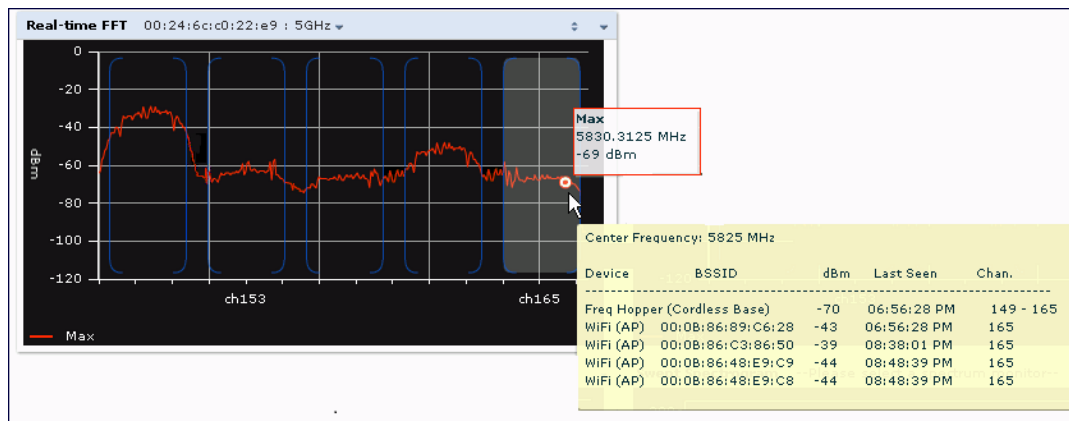 Real-time FFT 00:24:6c:c0:22:e9 : 5GHz
0
-20
-40
-60
-80
-100
-120
dBm
ch153
ch165
Max
Max
5830.3125 MHz
-69 dBm
Center Frequency: 5825 MHz
Device BSSID dBm Last Seen Chan.
Freq Hopper (Cordless Base) -70 06:56:28 PM 149 - 165
WiFi (AP) 00:0B:86:89:C6:28 -43 06:56:28 PM 165
WiFi (AP) 00:0B:86:C3:86:50 -39 08:38:01 PM 165
WiFi (AP) 00:0B:86:48:E9:C9 -44 08:48:39 PM 165
WiFi (AP) 00:0B:86:48:E9:C8 -44 08:48:39 PM 165